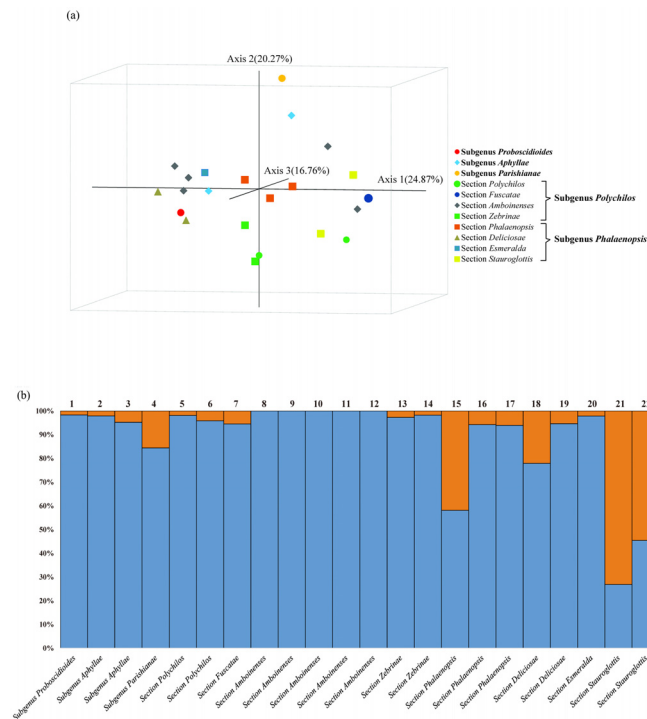 (a)
Axis 2(20.27%)
Axis 3(16.76%)
Axis 1(24.87%)
Subgenus Proboscidioides
Subgenus Aphyllae
Subgenus Parishianae
Section Polychilos
Section Fuscatae
Section Amboinenses
Section Zebrinae
Subgenus Polychilos
Section Phalaenopsis
Section Deliciosae
Section Esmeralda
Section Stauroglottis
Subgenus Phalaenopsis
(b)
1 2 3 4 5 6 7 8 9 10 11 12 13 14 15 16 17 18 19 20 21
100%
90%
80%
70%
60%
50%
40%
30%
20%
10%
0%
Subgenus Proboscidisides
Subgenus Aphyllae
Subgenus Aphyllae
Subgenus Parishianae
Section Polychilos
Section Polychilos
Section Fuscatae
Section Amboinenses
Section Amboinenses
Section Amboinenses
Section Amboinenses
Section Amboinenses
Section Zebrinae
Section Zebrinae
Section Phalaenopsis
Section Phalaenopsis
Section Phalaenopsis
Section Deliciosae
Section Deliciosae
Section Esmeralda
Section Stauroglottis
Section Stauroglottis